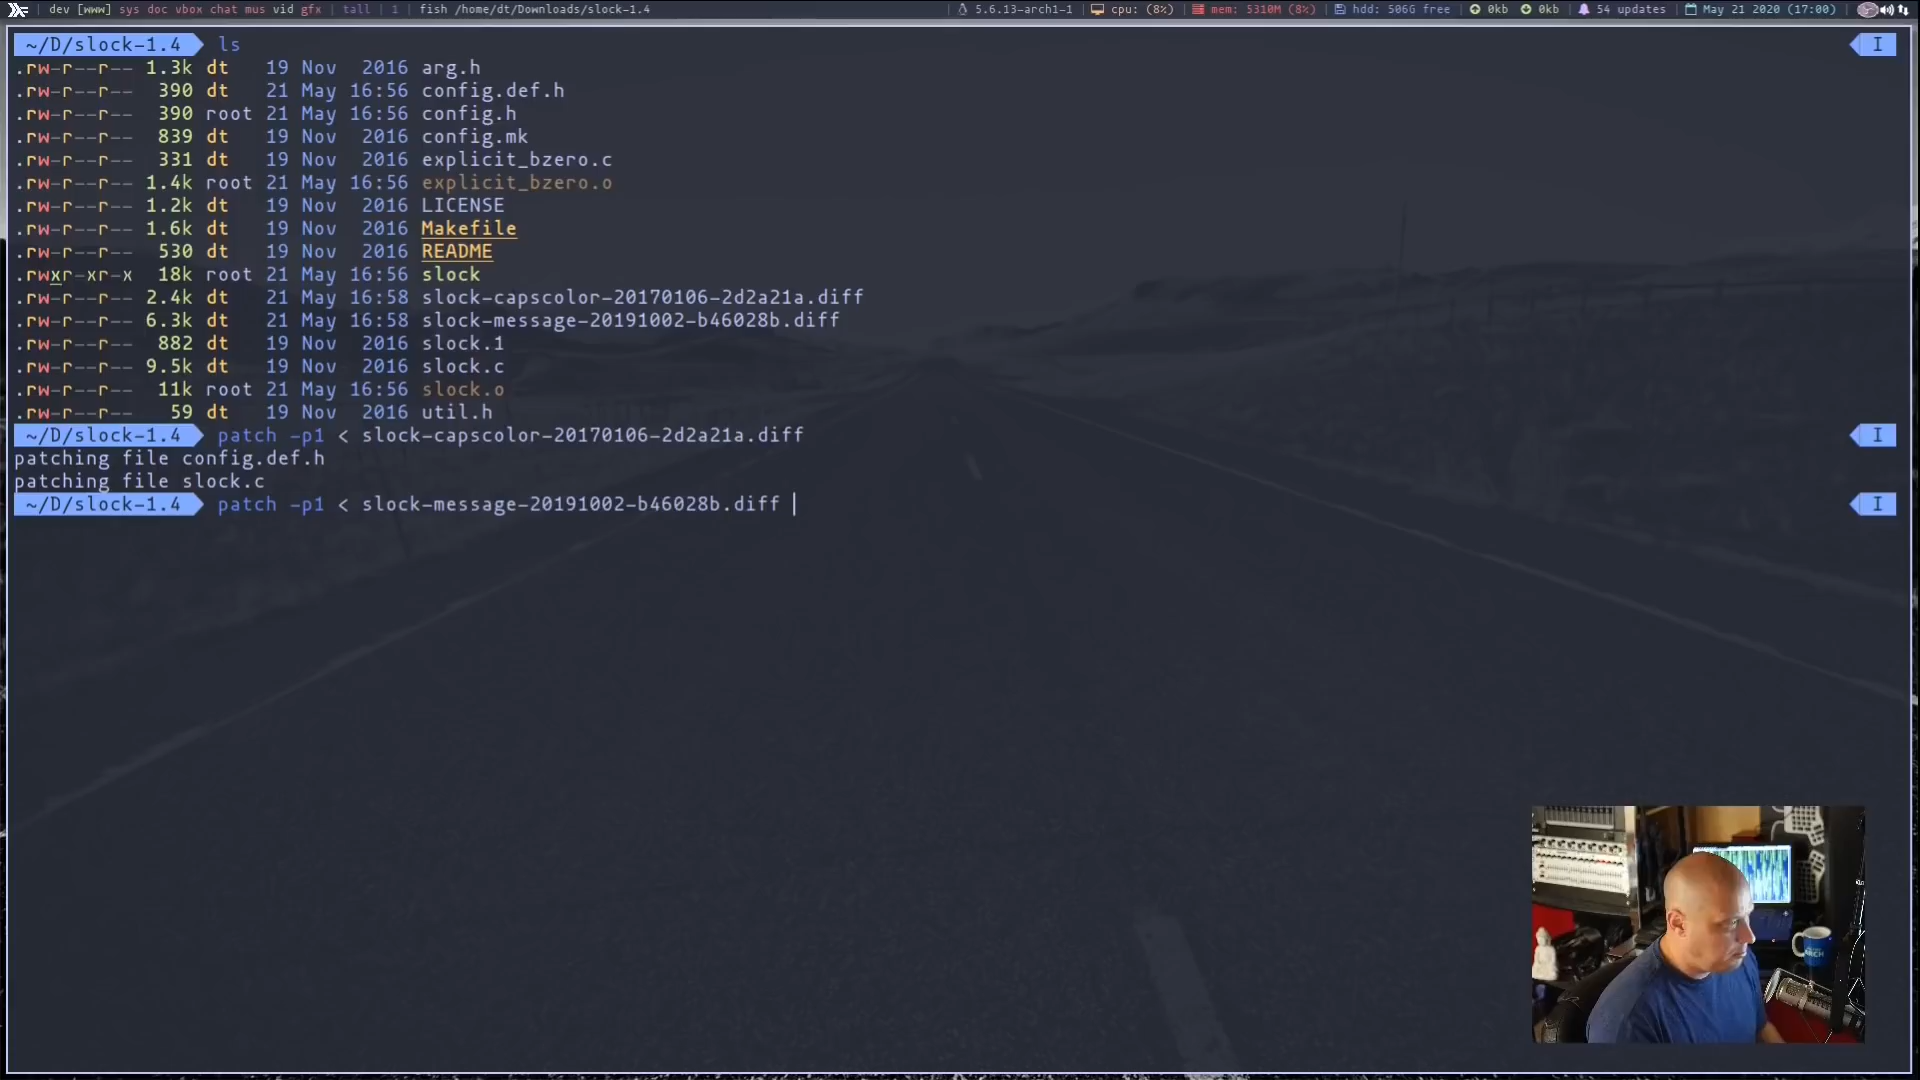 dev [www] sys doc vbox chat mus vid gfx | tall | 1 | fish /home/dt/Downloads/slock-1.4 | 5.6.13-arch1-1 | cpu: (8%) | mem: 5310M (8%) | hdd: 506G free | 0kb 0kb | 54 updates | May 21 2020 (17:00)
~/D/slock-1.4 ls I
.rw-r--r-- 1.3k dt 19 Nov 2016 arg.h
.rw-r--r-- 390 dt 21 May 16:56 config.def.h
.rw-r--r-- 390 root 21 May 16:56 config.h
.rw-r--r-- 839 dt 19 Nov 2016 config.mk
.rw-r--r-- 331 dt 19 Nov 2016 explicit_bzero.c
.rw-r--r-- 1.4k root 21 May 16:56 explicit_bzero.o
.rw-r--r-- 1.2k dt 19 Nov 2016 LICENSE
.rw-r--r-- 1.6k dt 19 Nov 2016 Makefile
.rw-r--r-- 530 dt 19 Nov 2016 README
.rwxr-xr-x 18k root 21 May 16:56 slock
.rw-r--r-- 2.4k dt 21 May 16:58 slock-capscolor-20170106-2d2a21a.diff
.rw-r--r-- 6.3k dt 21 May 16:58 slock-message-20191002-b46028b.diff
.rw-r--r-- 882 dt 19 Nov 2016 slock.1
.rw-r--r-- 9.5k dt 19 Nov 2016 slock.c
.rw-r--r-- 11k root 21 May 16:56 slock.o
.rw-r--r-- 59 dt 19 Nov 2016 util.h
~/D/slock-1.4 patch -p1 < slock-capscolor-20170106-2d2a21a.diff I
patching file config.def.h
patching file slock.c
~/D/slock-1.4 patch -p1 < slock-message-20191002-b46028b.diff I
ARCH